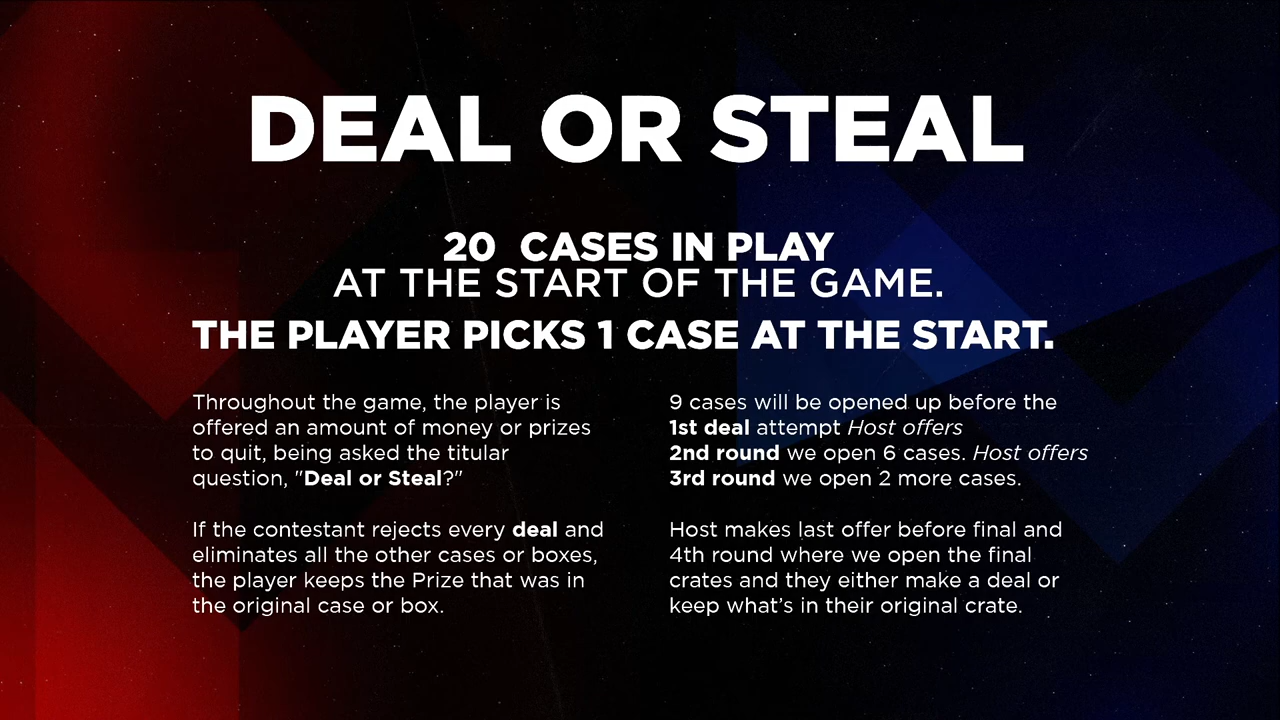 DEAL OR STEAL
20 CASES IN PLAY
AT THE START OF THE GAME.
THE PLAYER PICKS 1 CASE AT THE START.
Throughout the game, the player is
offered an amount of money or prizes
to quit, being asked the titular
question, "Deal or Steal?"
If the contestant rejects every deal and
eliminates all the other cases or boxes,
the player keeps the Prize that was in
the original case or box.
9 cases will be opened up before the
1st deal attempt Host offers
2nd round we open 6 cases. Host offers
3rd round we open 2 more cases.
Host makes last offer before final and
4th round where we open the final
crates and they either make a deal or
keep what's in their original crate.